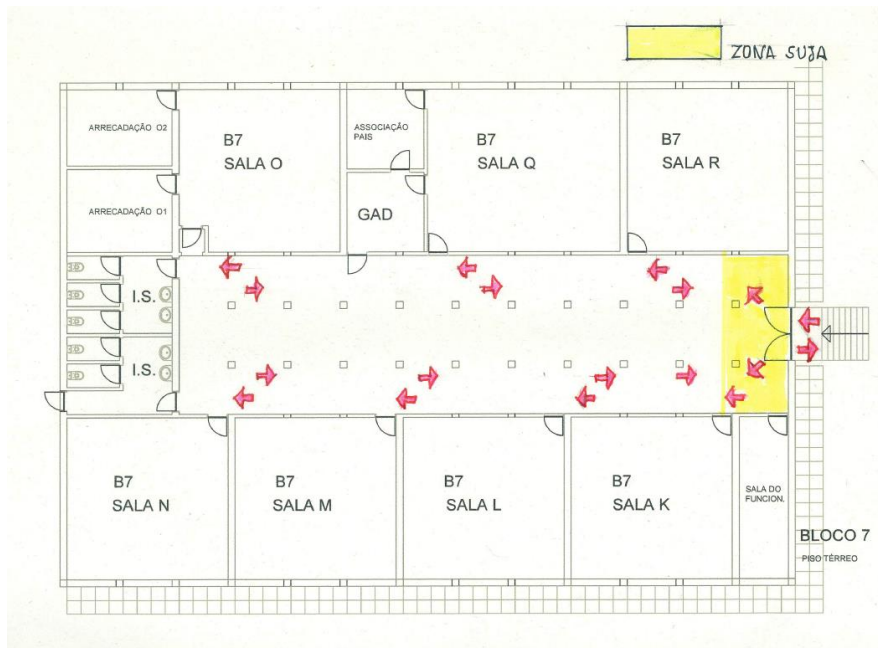 ZONA SUJA
ARRECADAÇÃO O2
B7
SALA O
ASSOCIAÇÃO
PAIS
B7
SALA Q
B7
SALA R
ARRECADAÇÃO O1
GAD
I.S.
I.S.
B7
SALA N
B7
SALA M
B7
SALA L
B7
SALA K
SALA DO
FUNCION.
BLOCO 7
PISO TÉRREO